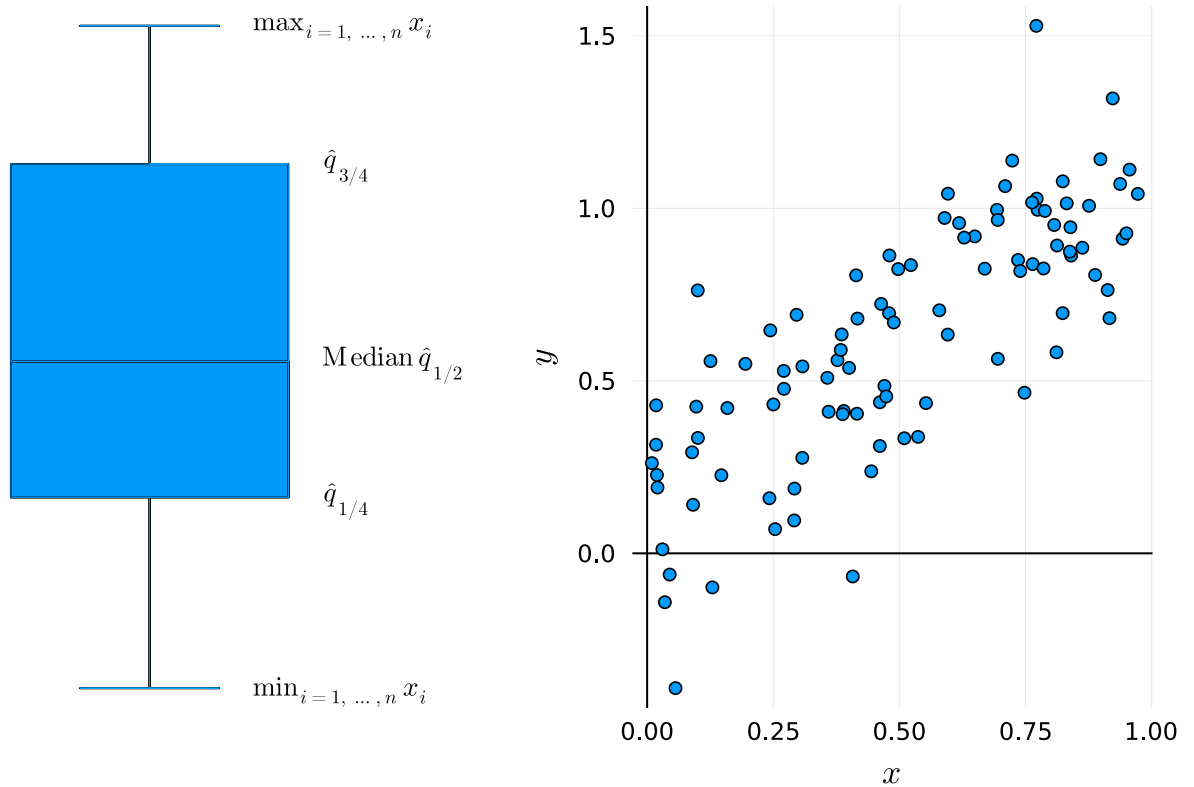 max_{i = 1, ... , n} x_i
q̂_{3/4}
Median q̂_{1/2}
q̂_{1/4}
min_{i = 1, ... , n} x_i
1.5
1.0
0.5
0.0
y
0.00 0.25 0.50 0.75 1.00
x